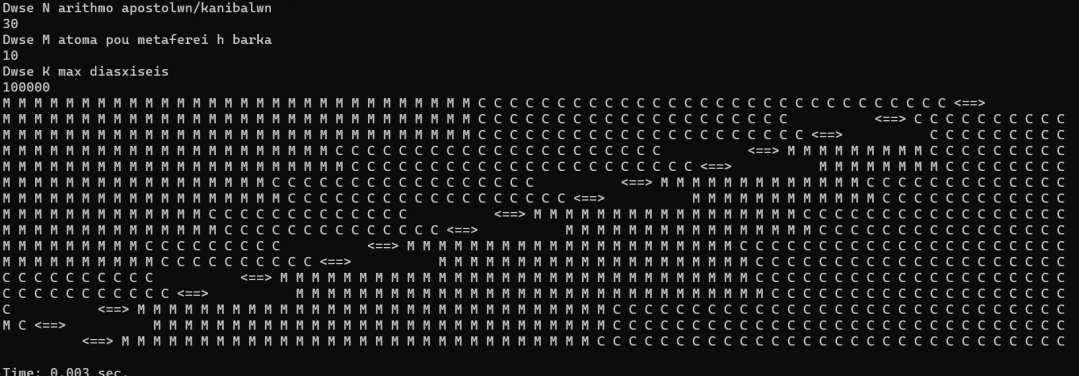 Dwse N arithmo apostolwn/kanibalwn
30
Dwse M atoma pou metaferei h barka
10
Dwse K max diasxiseis
100000
M M M M M M M M M M M M M M M M M M M M M M M M M M M M M M C C C C C C C C C C C C C C C C C C C C C C C C C C C C C C <==>
M M M M M M M M M M M M M M M M M M M M M M M M M M M M M M C C C C C C C C C C C C C C C C C C C C <==> C C C C C C C C C C
M M M M M M M M M M M M M M M M M M M M M M M M M M M M M M C C C C C C C C C C C C C C C C C C C C C <==> C C C C C C C C C
M M M M M M M M M M M M M M M M M M M M M C C C C C C C C C C C C C C C C C C C C C <==> M M M M M M M M M C C C C C C C C C
M M M M M M M M M M M M M M M M M M M M M M C C C C C C C C C C C C C C C C C C C C C C <==> M M M M M M M M C C C C C C C C
M M M M M M M M M M M M M M M M M C C C C C C C C C C C C C C C C C <==> M M M M M M M M M M M M M C C C C C C C C C C C C C
M M M M M M M M M M M M M M M M M M C C C C C C C C C C C C C C C C C C <==> M M M M M M M M M M M M C C C C C C C C C C C C
M M M M M M M M M M M M M C C C C C C C C C C C C C <==> M M M M M M M M M M M M M M M M M C C C C C C C C C C C C C C C C C
M M M M M M M M M M M M M M C C C C C C C C C C C C C C <==> M M M M M M M M M M M M M M M M C C C C C C C C C C C C C C C C
M M M M M M M M M C C C C C C C C C <==> M M M M M M M M M M M M M M M M M M M M M C C C C C C C C C C C C C C C C C C C C C
M M M M M M M M M M C C C C C C C C C C <==> M M M M M M M M M M M M M M M M M M M M C C C C C C C C C C C C C C C C C C C C
C C C C C C C C C C <==> M M M M M M M M M M M M M M M M M M M M M M M M M M M M M M C C C C C C C C C C C C C C C C C C C C
C C C C C C C C C C C <==> M M M M M M M M M M M M M M M M M M M M M M M M M M M M M M C C C C C C C C C C C C C C C C C C C
C <==> M M M M M M M M M M M M M M M M M M M M M M M M M M M M M M C C C C C C C C C C C C C C C C C C C C C C C C C C C C C
M C <==> M M M M M M M M M M M M M M M M M M M M M M M M M M M M M C C C C C C C C C C C C C C C C C C C C C C C C C C C C C
<==> M M M M M M M M M M M M M M M M M M M M M M M M M M M M M M C C C C C C C C C C C C C C C C C C C C C C C C C C C C C C
Time: 0.003 sec.